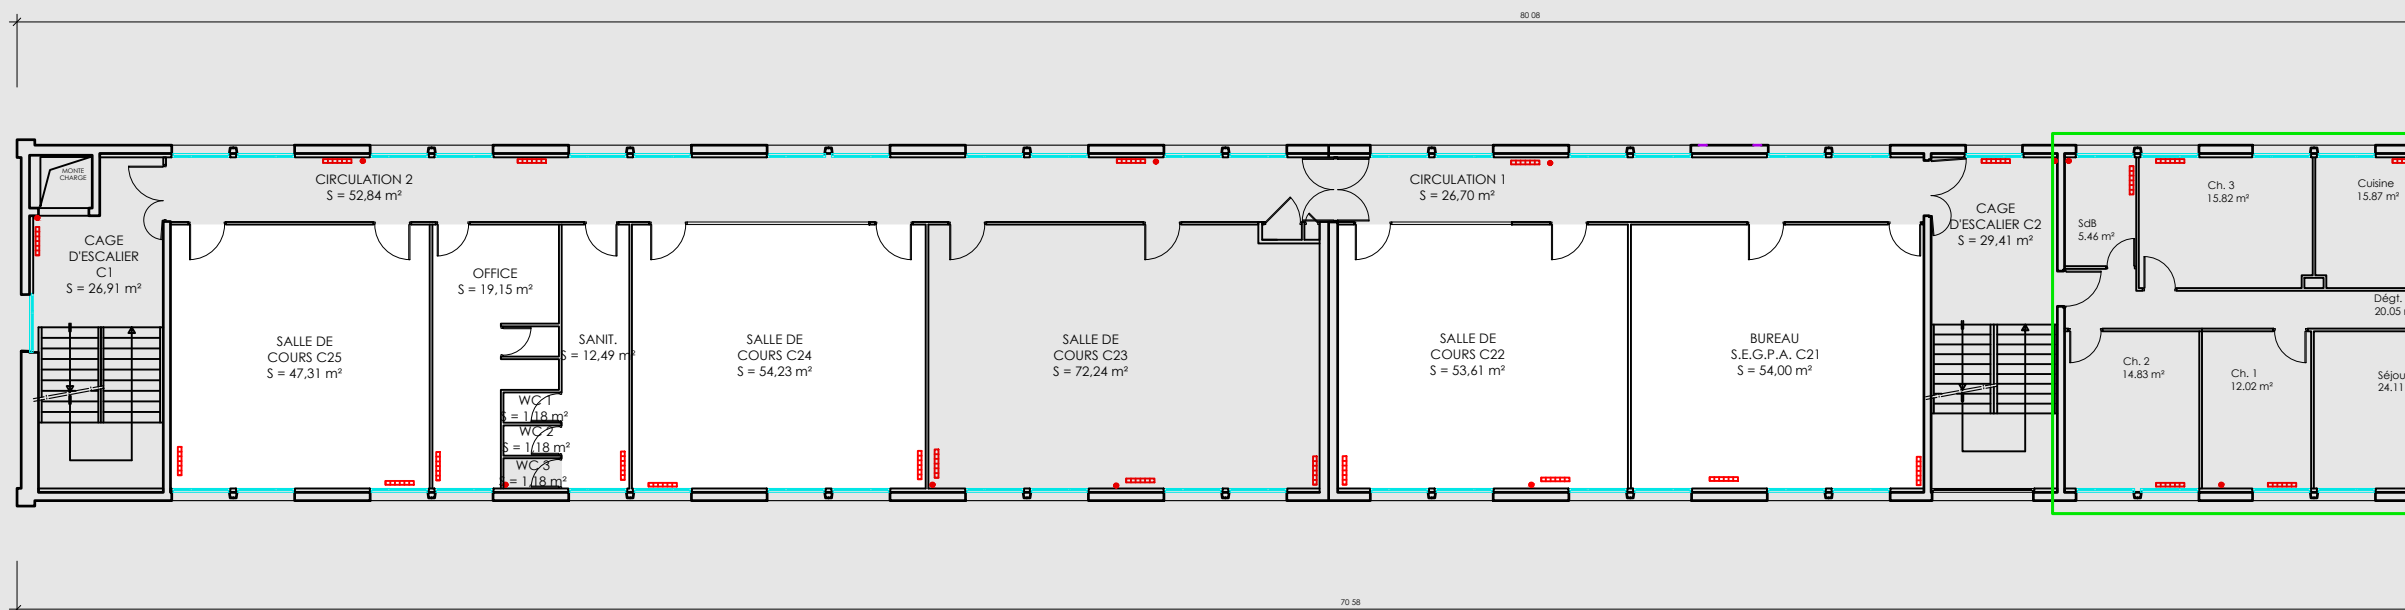 80 08
MONTE
CHARGE
CIRCULATION 2
S = 52,84 m²
CIRCULATION 1
S = 26,70 m²
CAGE
D'ESCALIER
C1
S = 26,91 m²
OFFICE
S = 19,15 m²
SANIT.
S = 12,49 m²
SALLE DE
COURS C25
S = 47,31 m²
WC 1
S = 1,18 m²
WC 2
S = 1,18 m²
WC 3
S = 1,18 m²
SALLE DE
COURS C24
S = 54,23 m²
SALLE DE
COURS C23
S = 72,24 m²
SALLE DE
COURS C22
S = 53,61 m²
BUREAU
S.E.G.P.A. C21
S = 54,00 m²
CAGE
D'ESCALIER C2
S = 29,41 m²
SdB
5.46 m²
Ch. 3
15.82 m²
Cuisine
15.87 m²
Dégt.
20.05
Ch. 2
14.83 m²
Ch. 1
12.02 m²
Séjou
24.11
70 58